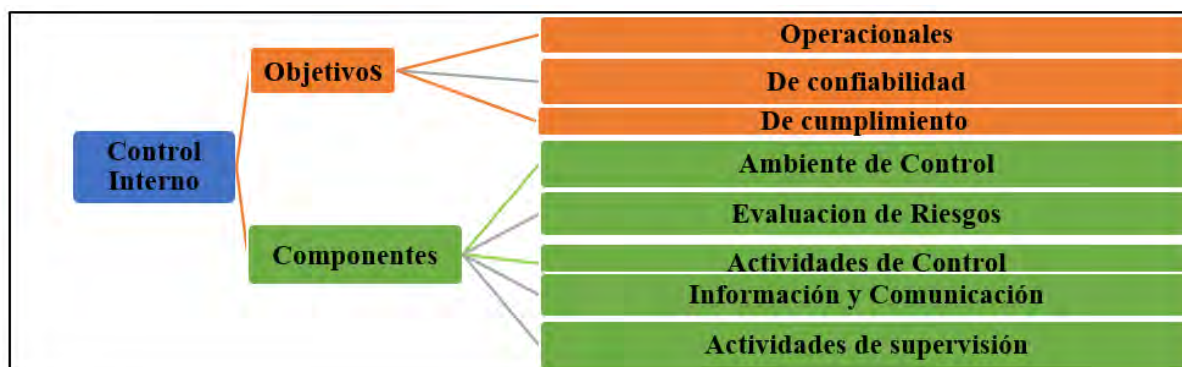 Control
Interno
Objetivos
Operacionales
De confiabilidad
De cumplimiento
Componentes
Ambiente de Control
Evaluacion de Riesgos
Actividades de Control
Información y Comunicación
Actividades de supervisión